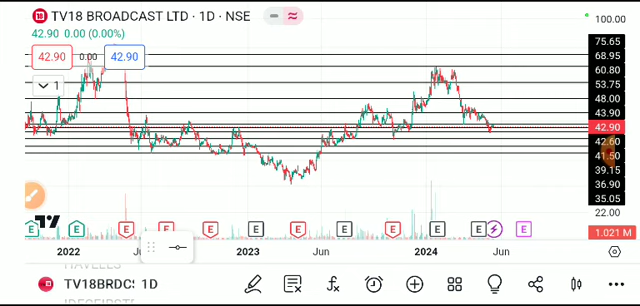 TV18 BROADCAST LTD · 1D · NSE
42.90 0.00 (0.00%)
42.90 0.00 42.90
1
100.00
75.65
68.95
60.80
53.75
48.00
43.90
42.90
42.60
41.50
39.15
36.90
35.05
22.00
1.021 M
E E E E E E E E E E E E
2022 2023 Jun 2024 Jun
HAVELLS
TV18BRDC 1D